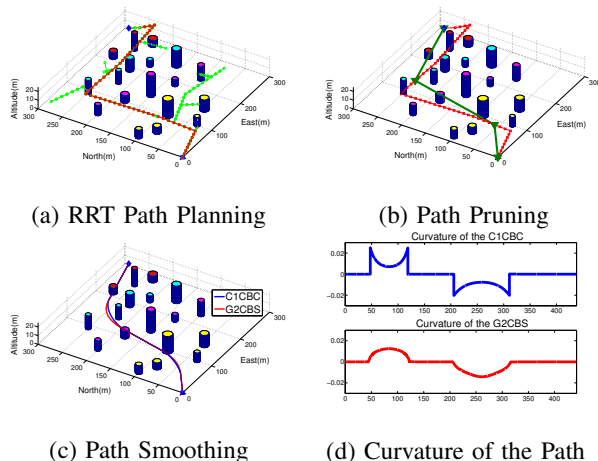 20
10
0
Altitude(m)
300
250
200
150
100
50
0
North(m)
0
100
200
300
East(m)
(a) RRT Path Planning
20
10
0
Altitude(m)
300
250
200
150
100
50
0
North(m)
0
100
200
300
East(m)
(b) Path Pruning
C1CBC
G2CBS
20
10
0
Altitude(m)
300
250
200
150
100
50
0
North(m)
0
100
200
300
East(m)
(c) Path Smoothing
Curvature of the C1CBC
0.02
0
-0.02
0 50 100 150 200 250 300 350 400
Curvature of the G2CBS
0.02
0
-0.02
0 50 100 150 200 250 300 350 400
(d) Curvature of the Path